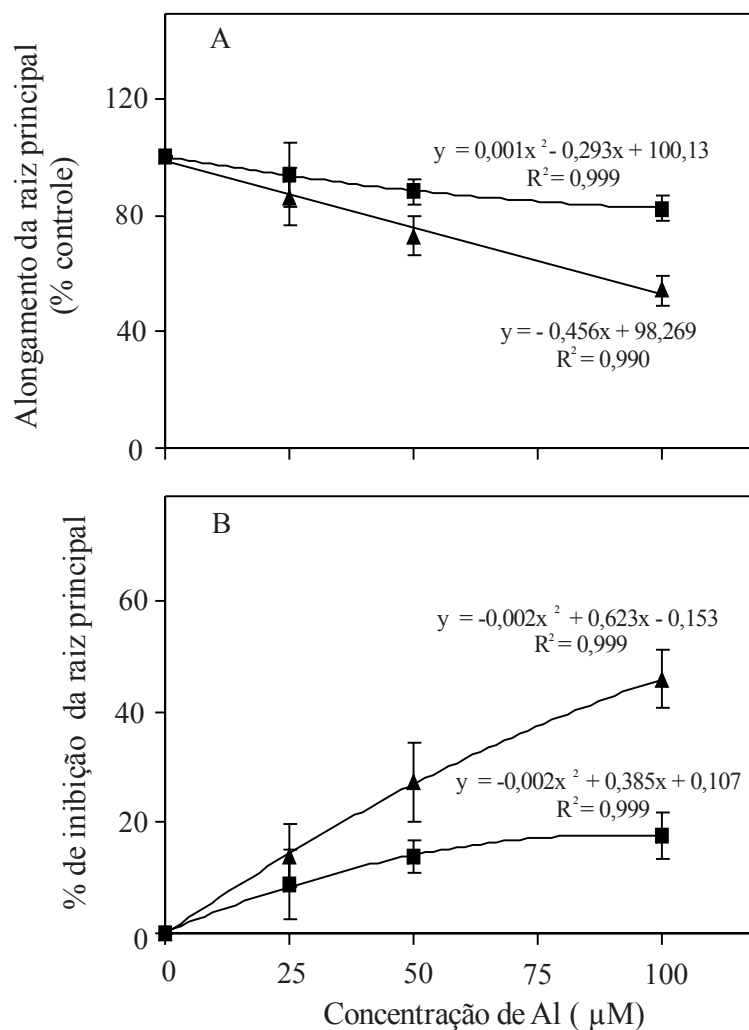 A
Alongamento da raiz principal
(% controle)
120
80
40
0
y = 0,001x² - 0,293x + 100,13
R² = 0,999
y = - 0,456x + 98,269
R² = 0,990
B
% de inibição da raiz principal
60
40
20
0
y = -0,002x² + 0,623x - 0,153
R² = 0,999
y = -0,002x² + 0,385x + 0,107
R² = 0,999
0 25 50 75 100
Concentração de Al ( µM)